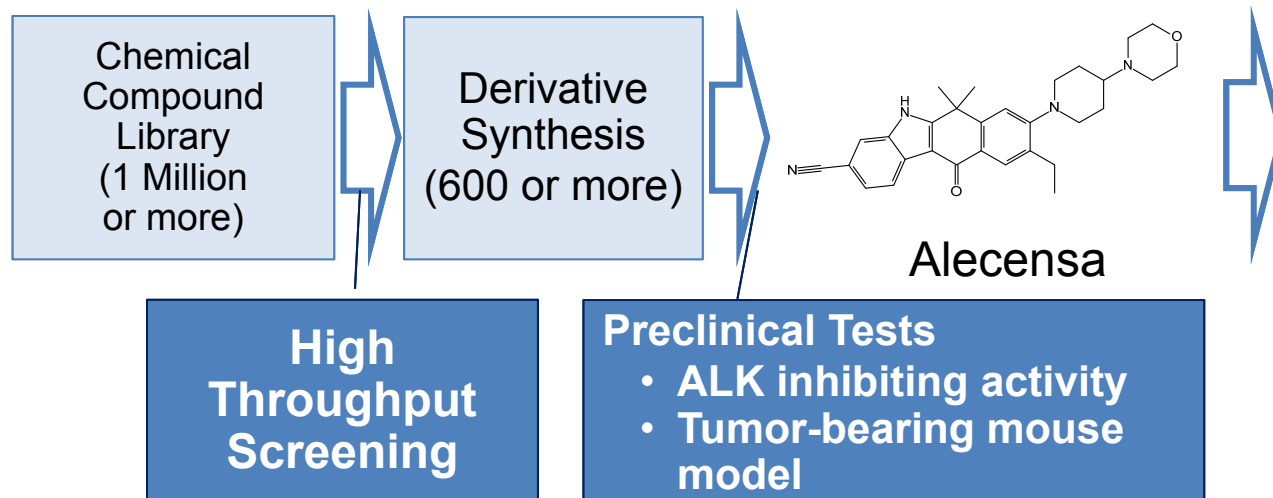 Chemical
Compound
Library
(1 Million
or more)
Derivative
Synthesis
(600 or more)
O
N
N
H
N
N
O
Alecensa
High
Throughput
Screening
Preclinical Tests
• ALK inhibiting activity
• Tumor-bearing mouse
model